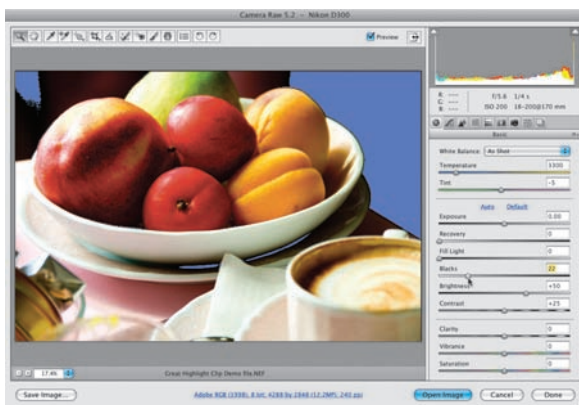 Camera Raw 5.2 - Nikon D300
Preview
R: ---
G: ---
B: ---
f/5.6 1/4 s
ISO 200 18-200@170 mm
Basic
White Balance: As Shot
Temperature 3300
Tint -5
Auto Default
Exposure 0.00
Recovery 0
Fill Light 0
Blacks 22
Brightness +50
Contrast +25
Clarity 0
Vibrance 0
Saturation 0
17.4%
Great Highlight Clip Demo file.NEF
Save Image...
Adobe RGB (1998); 8 bit; 4288 by 2848 (12.2MP); 240 ppi
Open Image
Cancel
Done